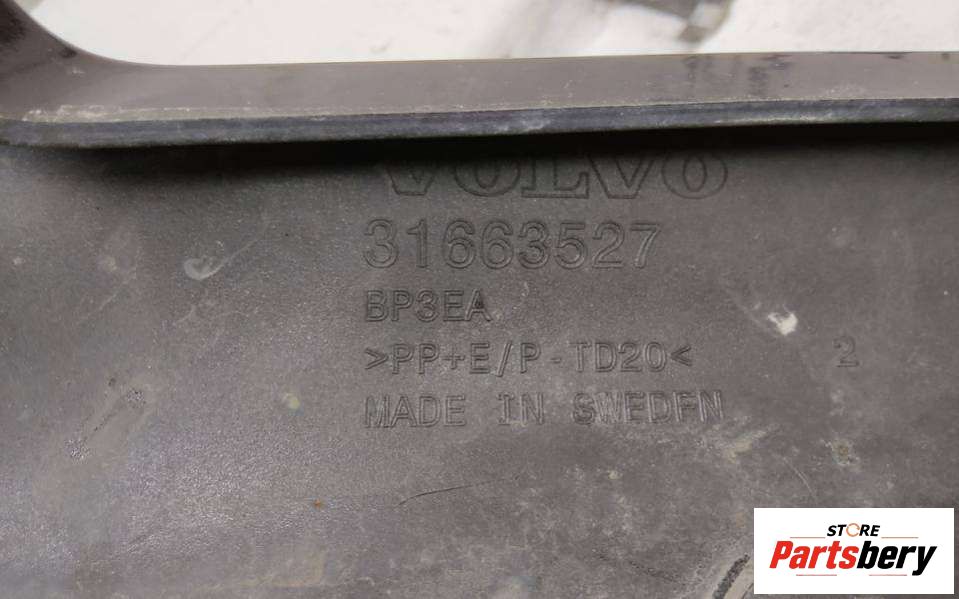 VOLVO
31663527
BP3EA
>PP+E/P-TD20<
2
MADE IN SWEDEN
STORE
Partsbery